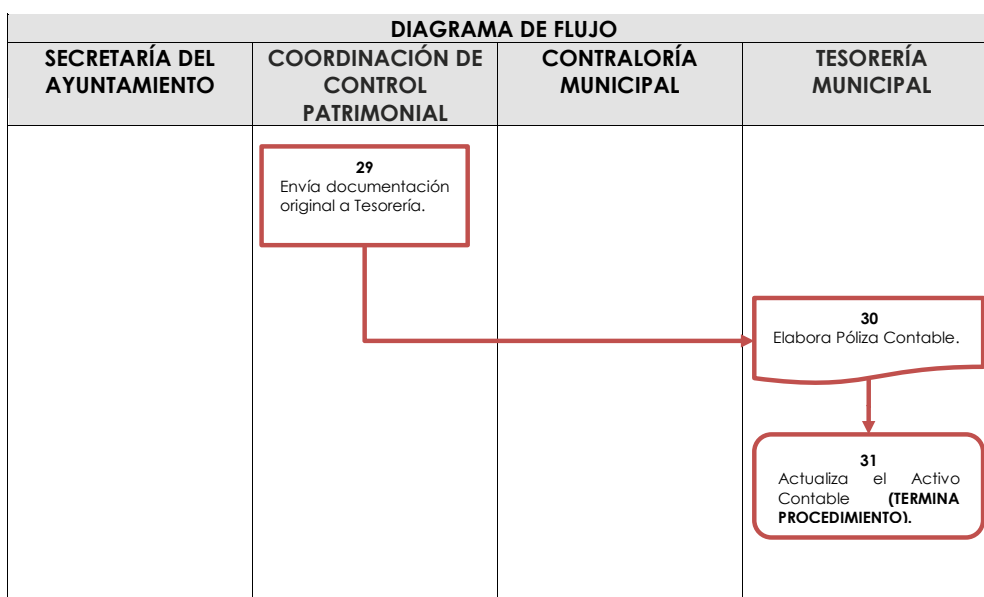 DIAGRAMA DE FLUJO
SECRETARÍA DEL
AYUNTAMIENTO
COORDINACIÓN DE
CONTROL
PATRIMONIAL
CONTRALORÍA
MUNICIPAL
TESORERÍA
MUNICIPAL
29
Envía documentación
original a Tesorería.
30
Elabora Póliza Contable.
31
Actualiza el Activo
Contable (TERMINA
PROCEDIMIENTO).